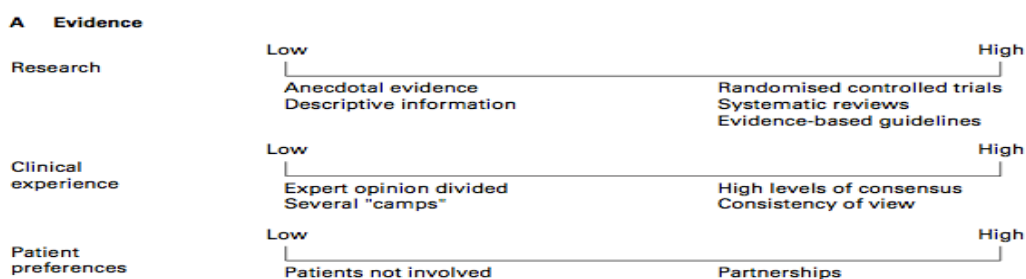 A Evidence
Low High
Research
Anecdotal evidence Randomised controlled trials
Descriptive information Systematic reviews
Evidence-based guidelines
Low High
Clinical
experience
Expert opinion divided High levels of consensus
Several "camps" Consistency of view
Low High
Patient
preferences
Patients not involved Partnerships